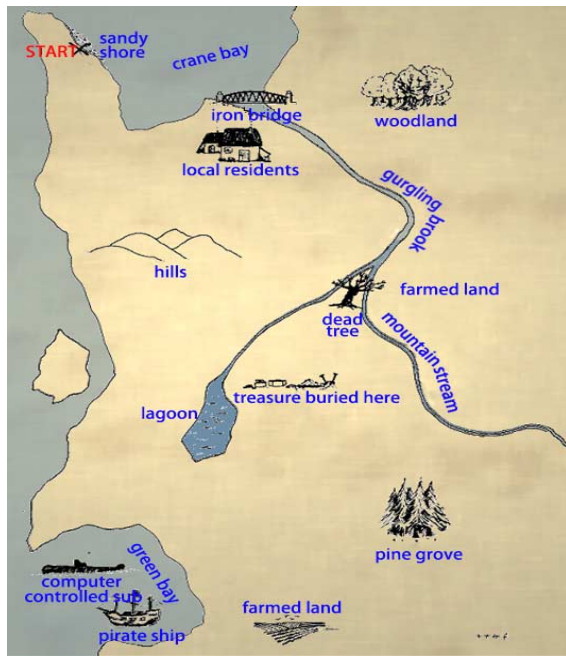 sandy
shore
START
crane bay
iron bridge
woodland
local residents
gurgling
brook
hills
farmed land
dead
tree
mountain stream
treasure buried here
lagoon
pine grove
green bay
computer
controlled sub
farmed land
pirate ship